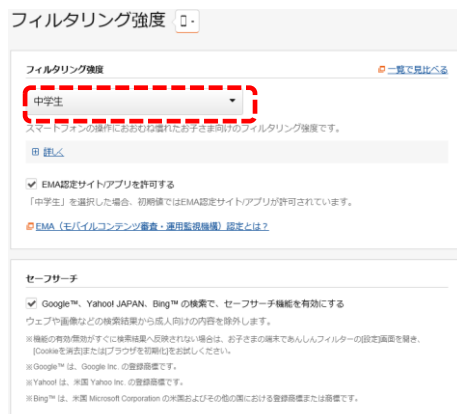 フィルタリング強度
フィルタリング強度
一覧で見比べる
中学生
スマートフォンの操作におおむね慣れたお子さま向けのフィルタリング強度です。
詳しく
EMA認定サイト/アプリを許可する
「中学生」を選択した場合、初期値ではEMA認定サイト/アプリが許可されています。
EMA（モバイルコンテンツ審査・運用監視機構）認定とは？
セーフサーチ
Google™、Yahoo! JAPAN、Bing™ の検索で、セーフサーチ機能を有効にする
ウェブや画像などの検索結果から成人向けの内容を除外します。
※機能の有効/無効がすぐに検索結果へ反映されない場合は、お子さまの端末であんしんフィルターの[設定]画面を開き、
[Cookieを消去]または[ブラウザを初期化]をお試しください。
※Google™ は、Google Inc. の登録商標です。
※Yahoo! は、米国 Yahoo Inc. の登録商標です。
※Bing™ は、米国 Microsoft Corporation の米国およびその他の国における登録商標または商標です。